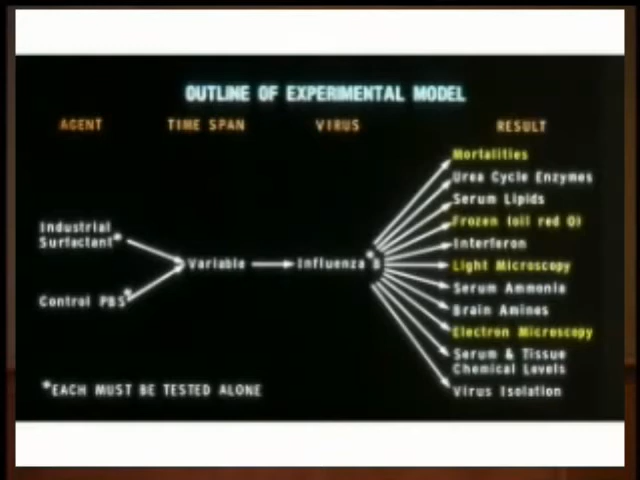 OUTLINE OF EXPERIMENTAL MODEL
AGENT TIME SPAN VIRUS RESULT
Mortalities
Urea Cycle Enzymes
Serum Lipids
Frozen (oil red O)
Interferon
Light Microscopy
Serum Ammonia
Brain Amines
Electron Microscopy
Serum & Tissue
Chemical Levels
Virus Isolation
Industrial
Surfactant*
Variable
Influenza*B
Control PBS*
*EACH MUST BE TESTED ALONE